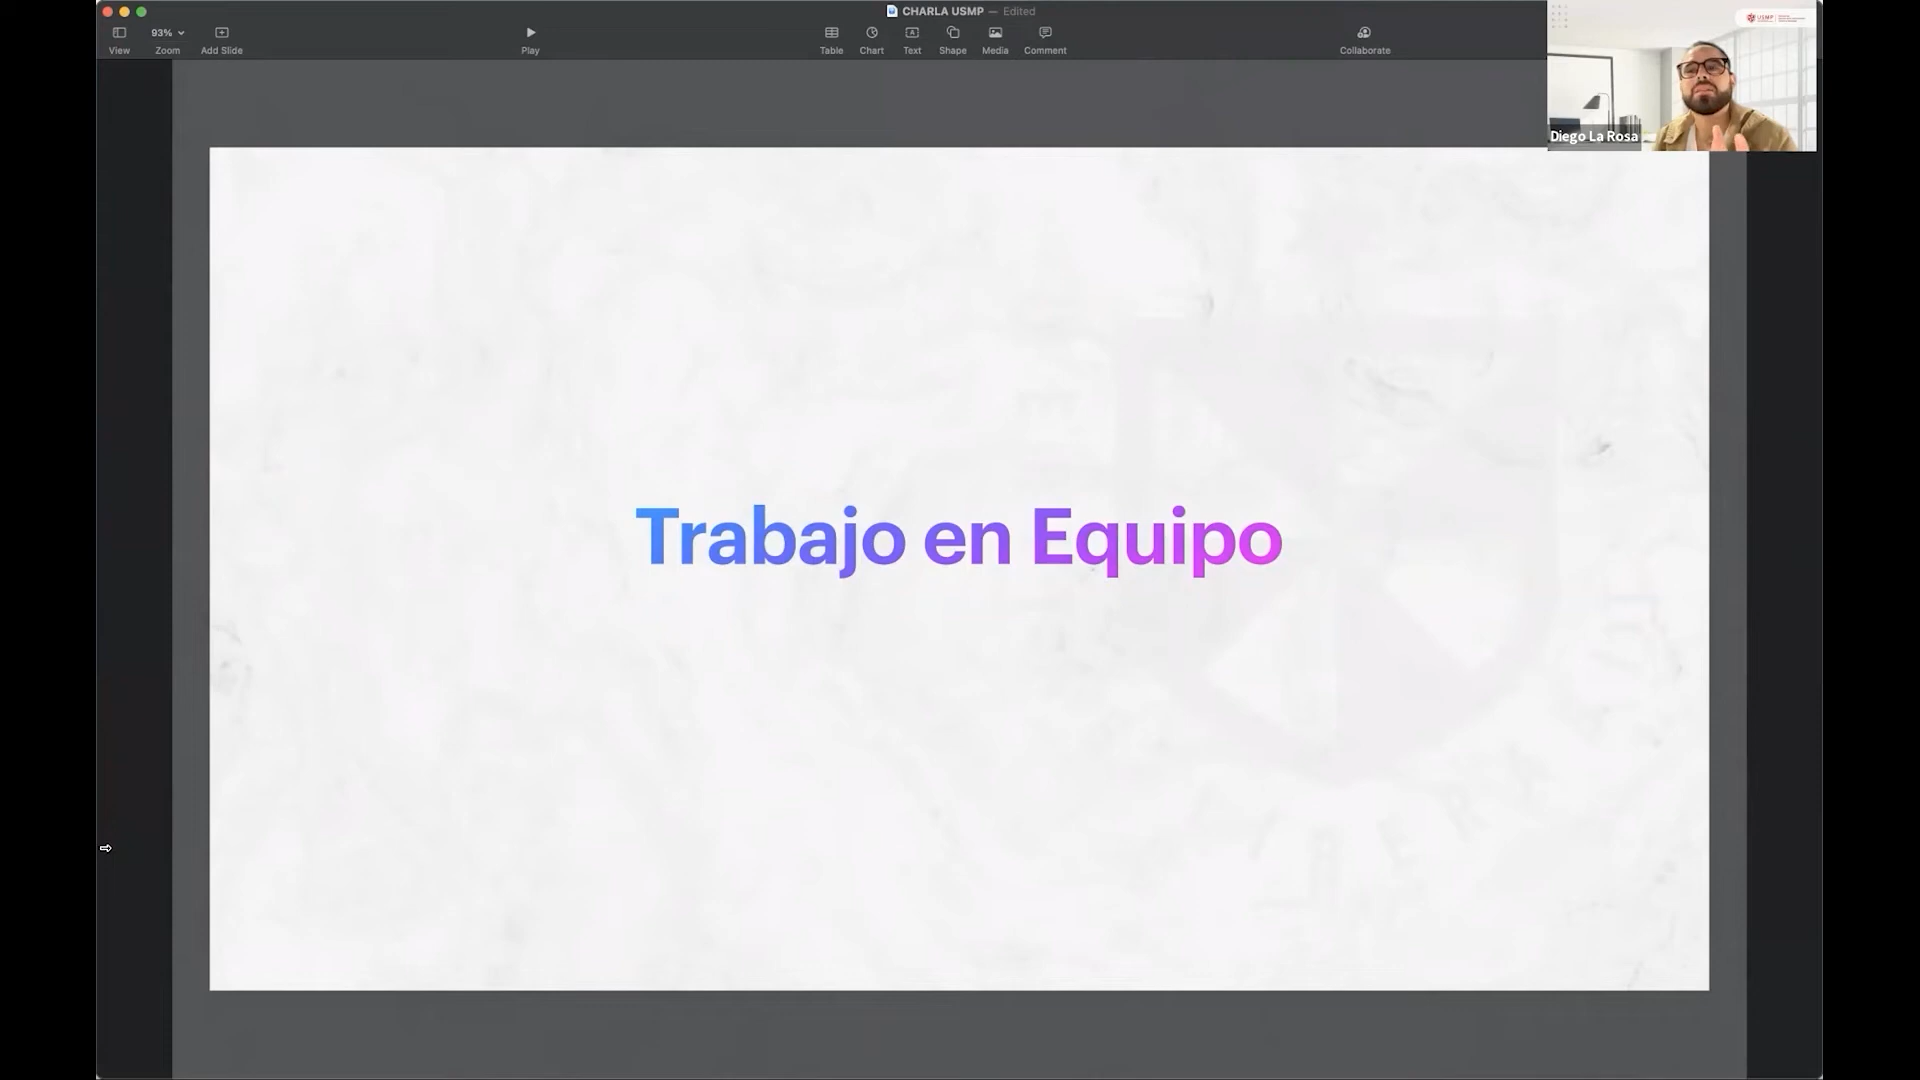 CHARLA USMP — Edited
93%
View
Zoom
Add Slide
Play
Table
Chart
Text
Shape
Media
Comment
Collaborate
USMP
Diego La Rosa
Trabajo en Equipo